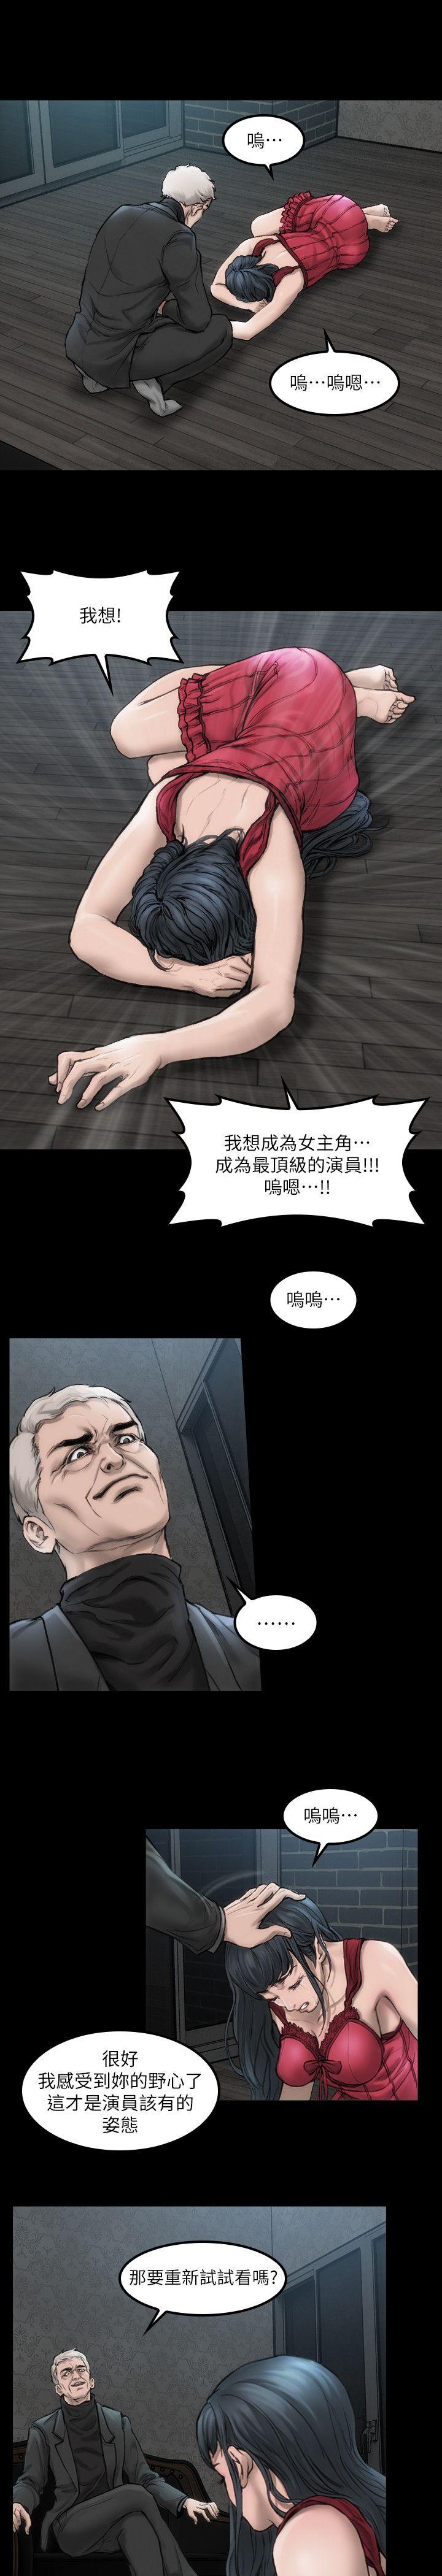 嗚⋯
嗚⋯嗚嗯⋯
我想!
我想成為女主角⋯
成為最頂級的演員!!!
嗚嗯⋯!!
嗚嗚⋯
⋯⋯
嗚嗚⋯
很好
我感受到妳的野心了
這才是演員該有的
姿態
那要重新試試看嗎?